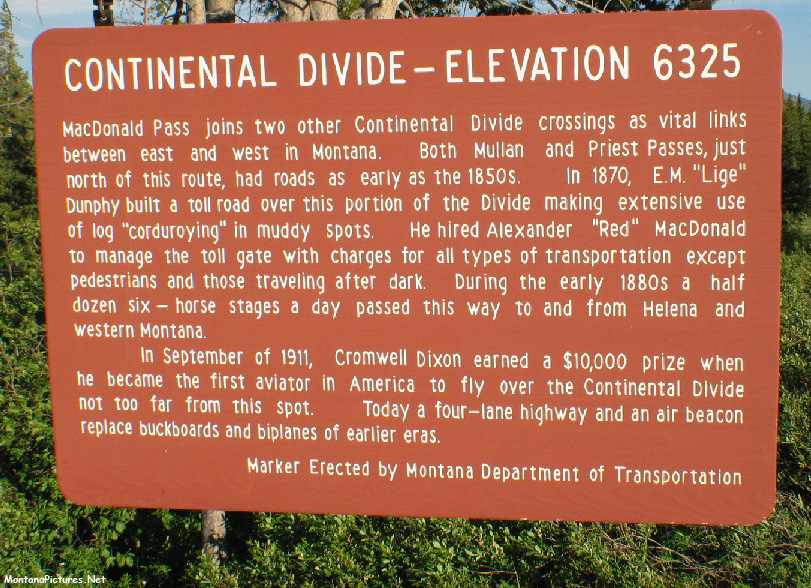 CONTINENTAL DIVIDE – ELEVATION 6325
MacDonald Pass joins two other Continental Divide crossings as vital links
between east and west in Montana. Both Mullan and Priest Passes, just
north of this route, had roads as early as the 1850s. In 1870, E.M. "Lige"
Dunphy built a toll road over this portion of the Divide making extensive use
of log "corduroying" in muddy spots. He hired Alexander "Red" MacDonald
to manage the toll gate with charges for all types of transportation except
pedestrians and those traveling after dark. During the early 1880s a half
dozen six – horse stages a day passed this way to and from Helena and
western Montana.
In September of 1911, Cromwell Dixon earned a $10,000 prize when
he became the first aviator in America to fly over the Continental Divide
not too far from this spot. Today a four-lane highway and an air beacon
replace buckboards and biplanes of earlier eras.
Marker Erected by Montana Department of Transportation
MontanaPictures.Net